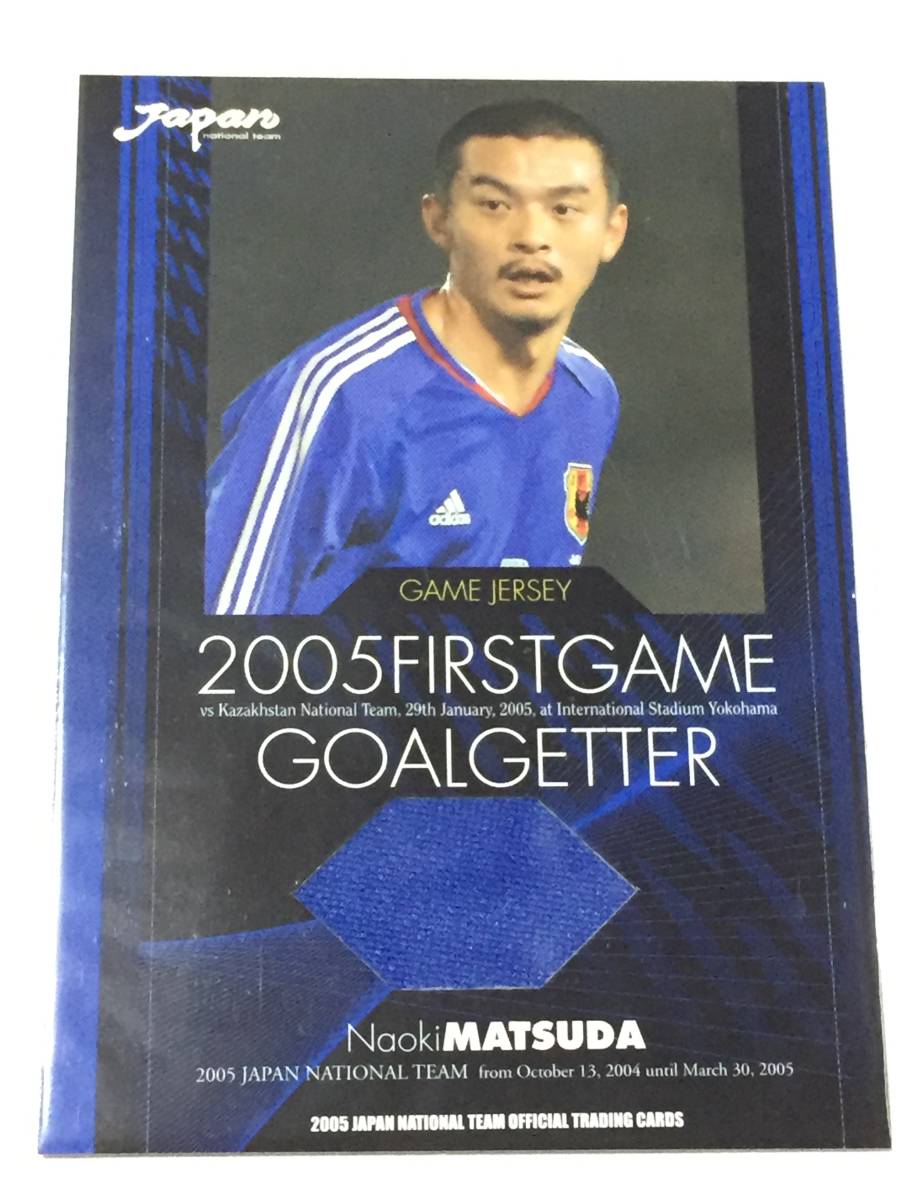 Japan
national team
adidas
GAME JERSEY
2005FIRSTGAME
vs Kazakhstan National Team, 29th January, 2005, at International Stadium Yokohama
GOALGETTER
NaokiMATSUDA
2005 JAPAN NATIONAL TEAM from October 13, 2004 until March 30, 2005
2005 JAPAN NATIONAL TEAM OFFICIAL TRADING CARDS